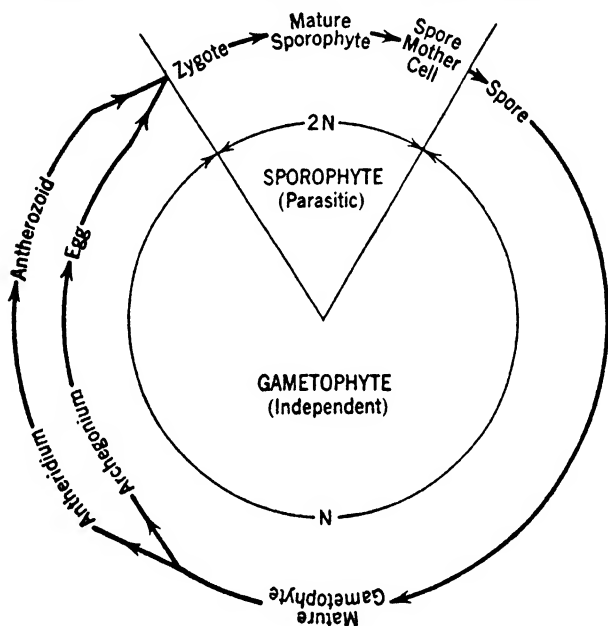 Zygote
Mature
Sporophyte
Spore
Mother
Cell
Spore
2N
SPOROPHYTE
(Parasitic)
Antherozoid
Egg
GAMETOPHYTE
(Independent)
Archegonium
Antheridium
N
Mature
Gametophyte